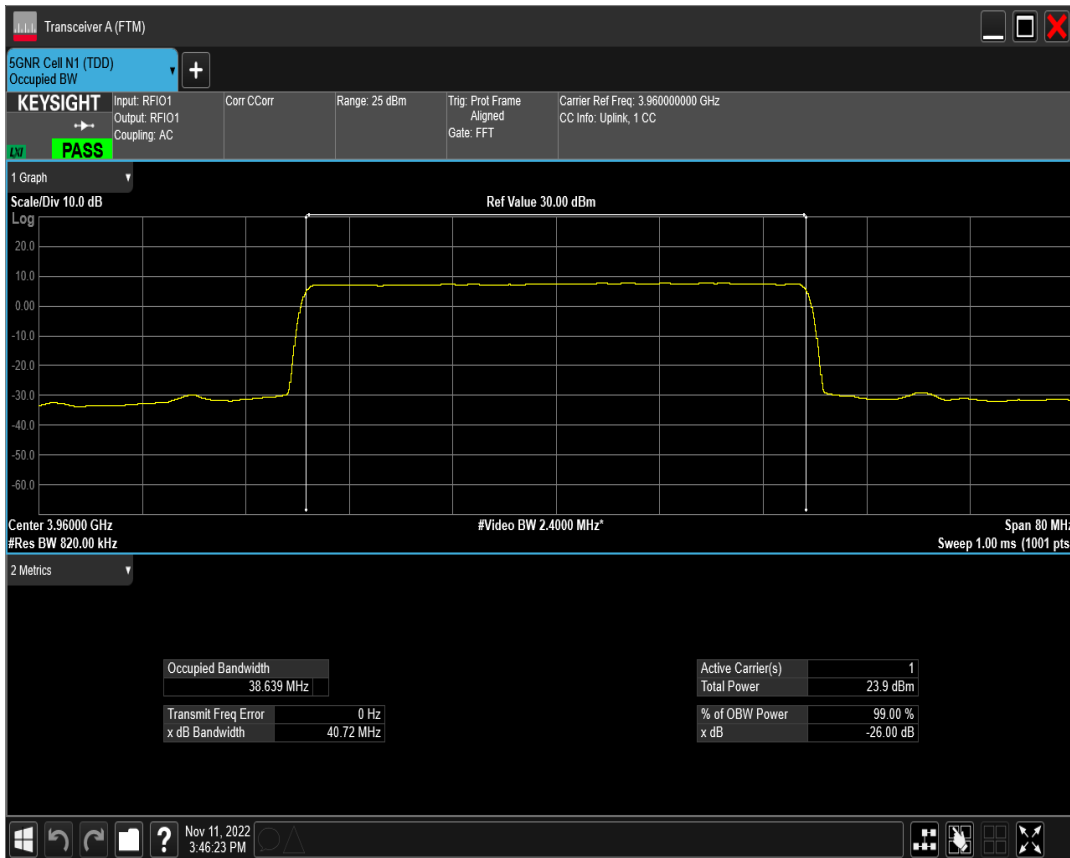 Transceiver A (FTM)
5GNR Cell N1 (TDD)
Occupied BW
+
KEYSIGHT
Input: RFIO1
Output: RFIO1
Coupling: AC
Corr CCorr
Range: 25 dBm
Trig: Prot Frame
Aligned
Gate: FFT
Carrier Ref Freq: 3.960000000 GHz
CC Info: Uplink, 1 CC
LXI
PASS
1 Graph
Scale/Div 10.0 dB
Ref Value 30.00 dBm
Log
20.0
10.0
0.00
-10.0
-20.0
-30.0
-40.0
-50.0
-60.0
Center 3.96000 GHz
#Video BW 2.4000 MHz*
Span 80 MHz
#Res BW 820.00 kHz
Sweep 1.00 ms (1001 pts
2 Metrics
Occupied Bandwidth
38.639 MHz
Transmit Freq Error 0 Hz
x dB Bandwidth 40.72 MHz
Active Carrier(s) 1
Total Power 23.9 dBm
% of OBW Power 99.00 %
x dB -26.00 dB
?
Nov 11, 2022
3:46:23 PM